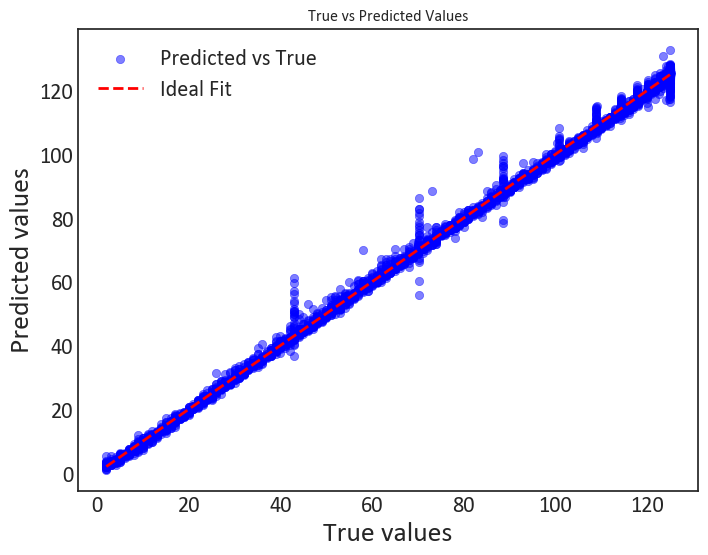 True vs Predicted Values
Predicted vs True
Ideal Fit
Predicted values
120
100
80
60
40
20
0
0 20 40 60 80 100 120
True values